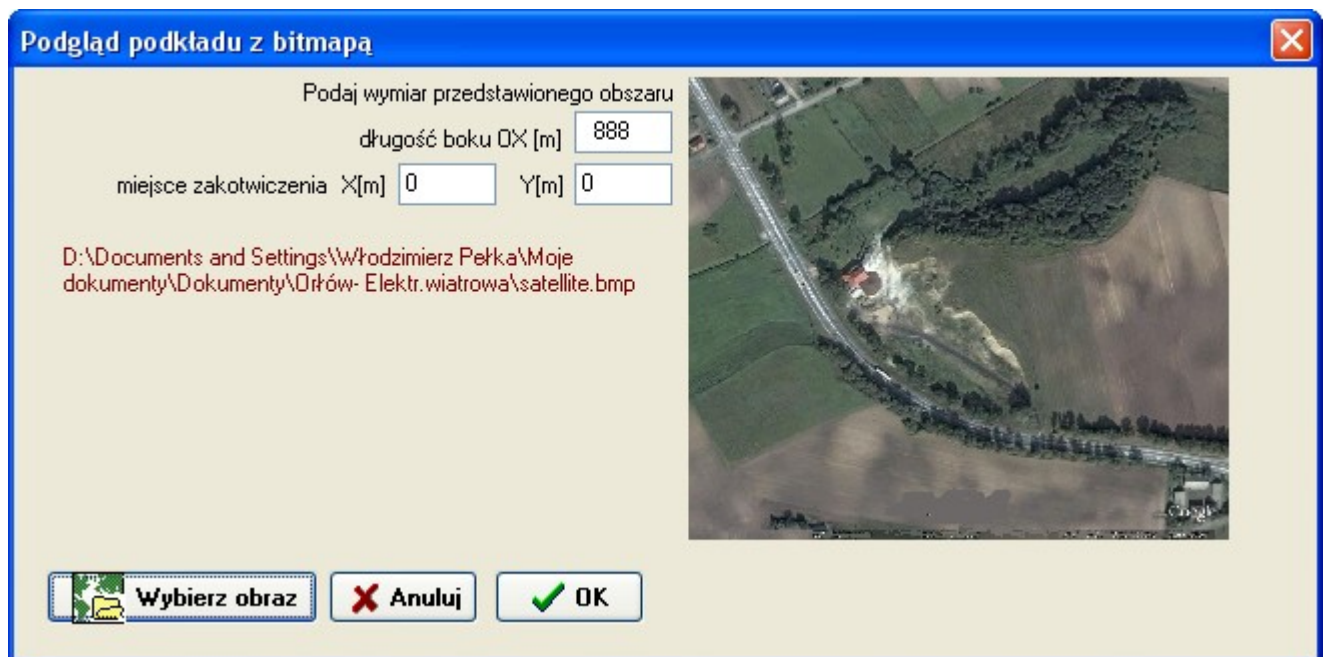 Podgląd podkładu z bitmapą
Podaj wymiar przedstawionego obszaru
długość boku OX [m] 888
miejsce zakotwiczenia X[m] 0 Y[m] 0
D:\Documents and Settings\Włodzimierz Pełka\Moje
dokumenty\Dokumenty\Orłów- Elektr.wiatrowa\satellite.bmp
Google
Wybierz obraz Anuluj OK